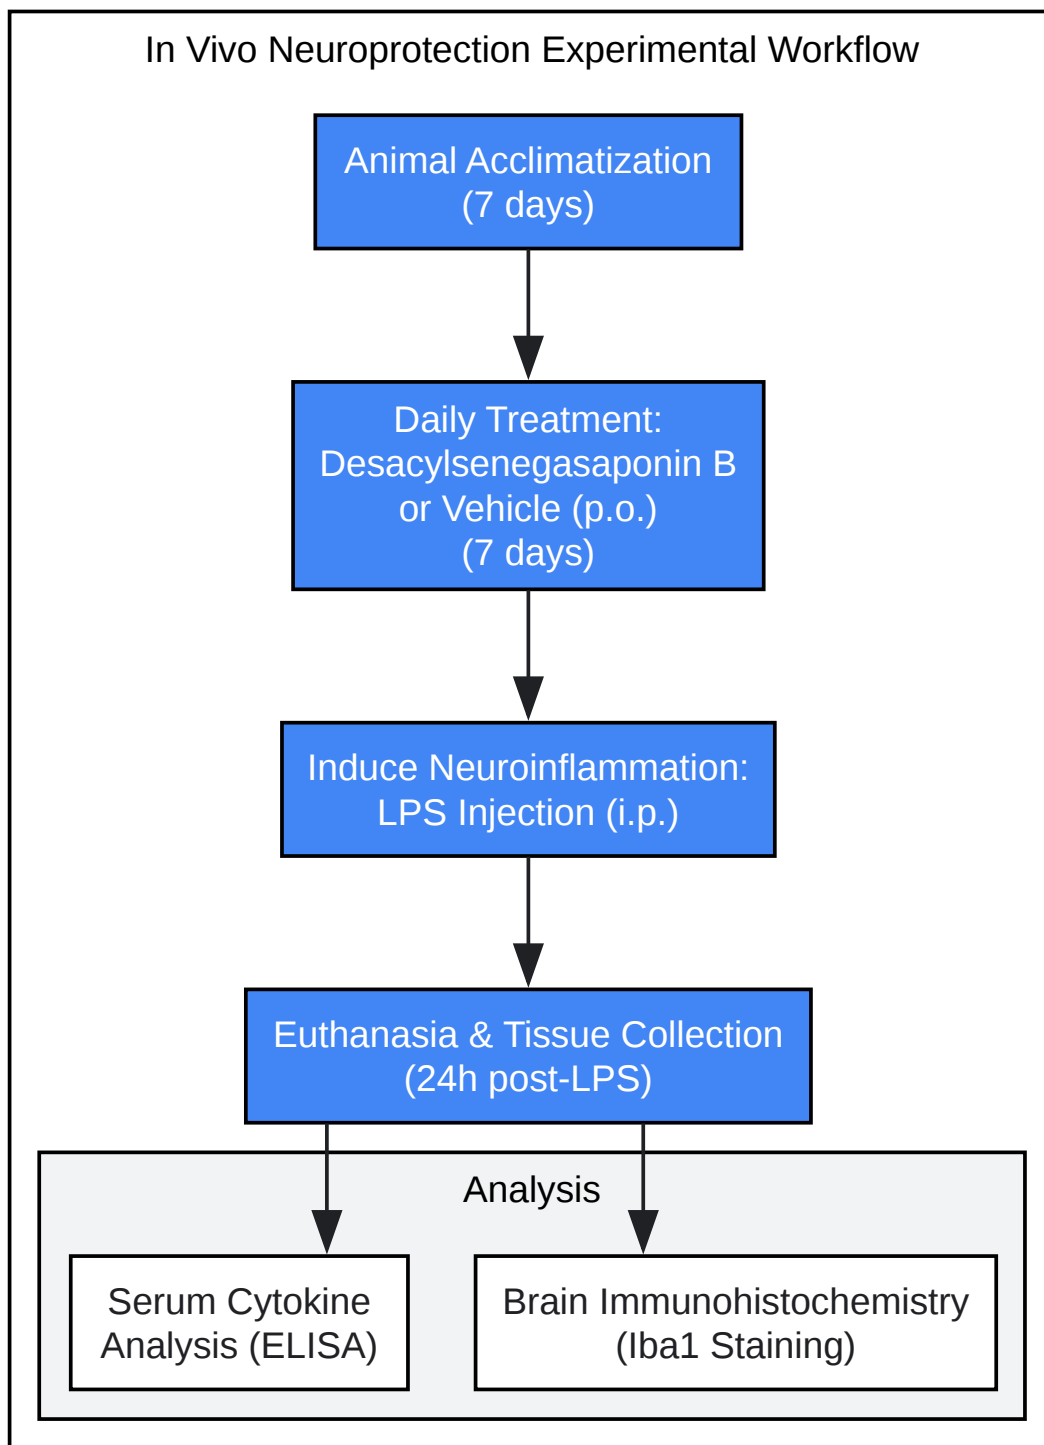 In Vivo Neuroprotection Experimental Workflow
Animal Acclimatization
(7 days)
Daily Treatment:
Desacylsenegasaponin B
or Vehicle (p.o.)
(7 days)
Induce Neuroinflammation:
LPS Injection (i.p.)
Euthanasia & Tissue Collection
(24h post-LPS)
Analysis
Serum Cytokine
Analysis (ELISA)
Brain Immunohistochemistry
(Iba1 Staining)